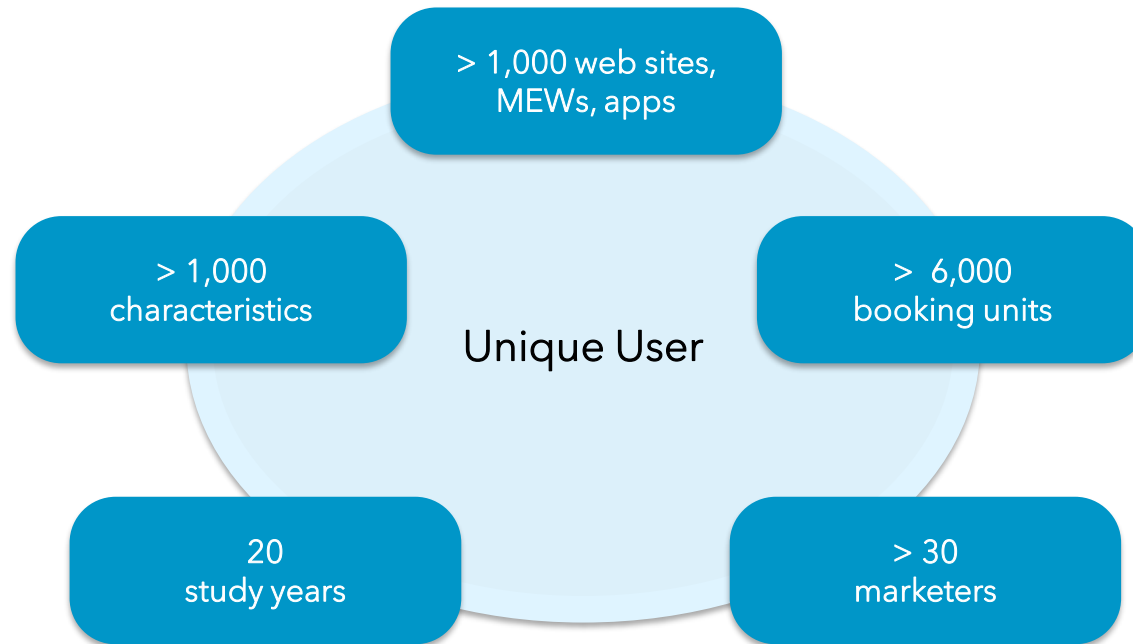 > 1,000 web sites,
MEWs, apps
> 1,000
characteristics
> 6,000
booking units
Unique User
20
study years
> 30
marketers